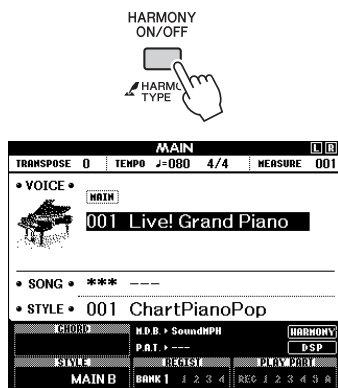 HARMONY
ON/OFF
HARMO
TYPE
MAIN L R
TRANSPOSE 0 TEMPO ♩=080 4/4 MEASURE 001
• VOICE •
MAIN
001 Live! Grand Piano
• SONG • *** ---
• STYLE • 001 ChartPianoPop
CHORD M.D.B. ▸ SoundMPH HARMONY
P.A.T. ▸ --- DSP
STYLE REGIST PLAY PART
MAIN B BANK 1 1 2 3 4 REC 1 2 3 4 5 A